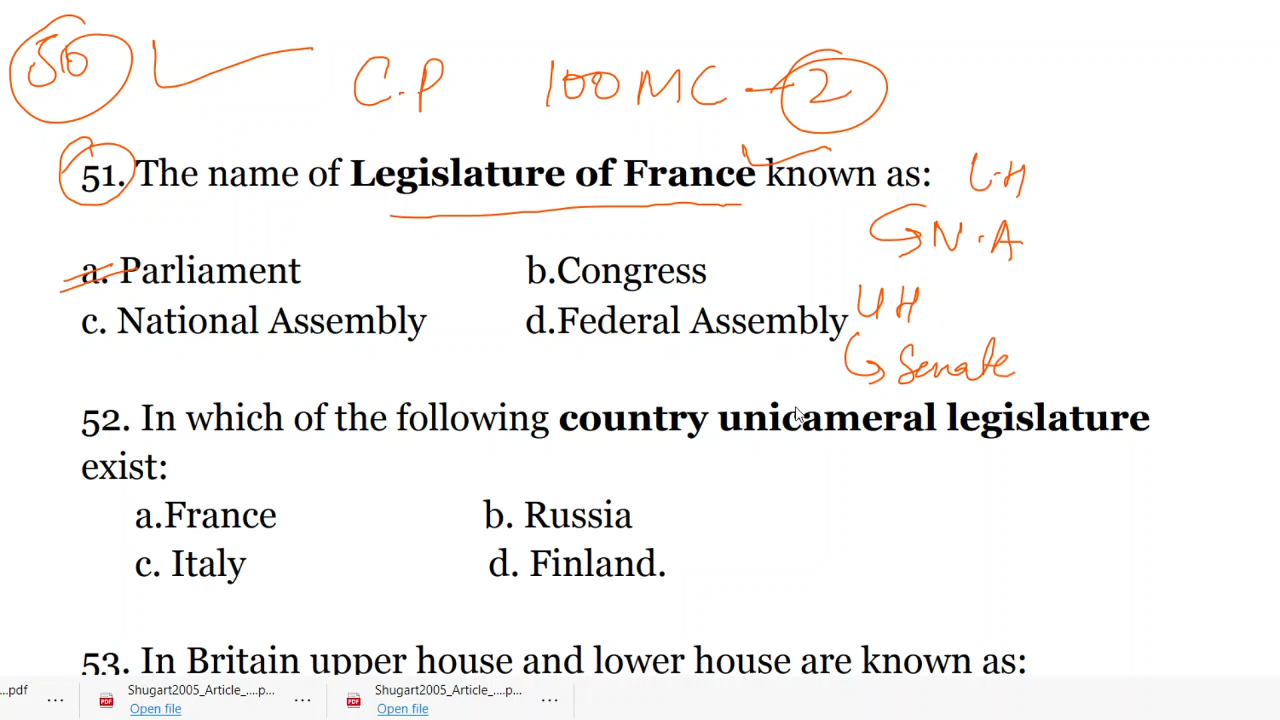 50 C.P 100 MC - 2
51. The name of Legislature of France known as: L.H
N.A
a. Parliament b.Congress
U H
c. National Assembly d.Federal Assembly
Senate
52. In which of the following country unicameral legislature
exist:
a.France b. Russia
c. Italy d. Finland.
53. In Britain upper house and lower house are known as:
...pdf ... Shugart2005_Article_....p... ... Shugart2005_Article_....p... ...
Open file Open file